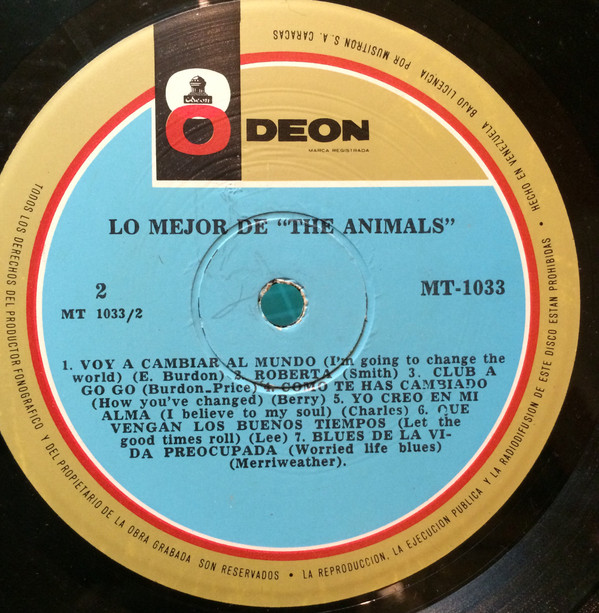 Odeon
ODEON
MARCA REGISTRADA
LO MEJOR DE "THE ANIMALS"
2
MT 1033/2
MT-1033
1. VOY A CAMBIAR AL MUNDO (I'm going to change the
world) (E. Burdon) 2. ROBERTA (Smith) 3. CLUB A
GO GO (Burdon-Price) 4. COMO TE HAS CAMBIADO
(How you've changed) (Berry) 5. YO CREO EN MI
ALMA (I believe to my soul) (Charles) 6. QUE
VENGAN LOS BUENOS TIEMPOS (Let the
good times roll) (Lee) 7. BLUES DE LA VI-
DA PREOCUPADA (Worried life blues)
(Merriweather).
TODOS LOS DERECHOS DEL PRODUCTOR FONOGRAFICO Y DEL PROPIETARIO DE LA OBRA GRABADA SON RESERVADOS • LA REPRODUCCION, LA EJECUCION PUBLICA Y LA RADIODIFUSION DE ESTE DISCO ESTAN PROHIBIDAS • HECHO EN VENEZUELA BAJO LICENCIA POR MUSITRON S. A. CARACAS